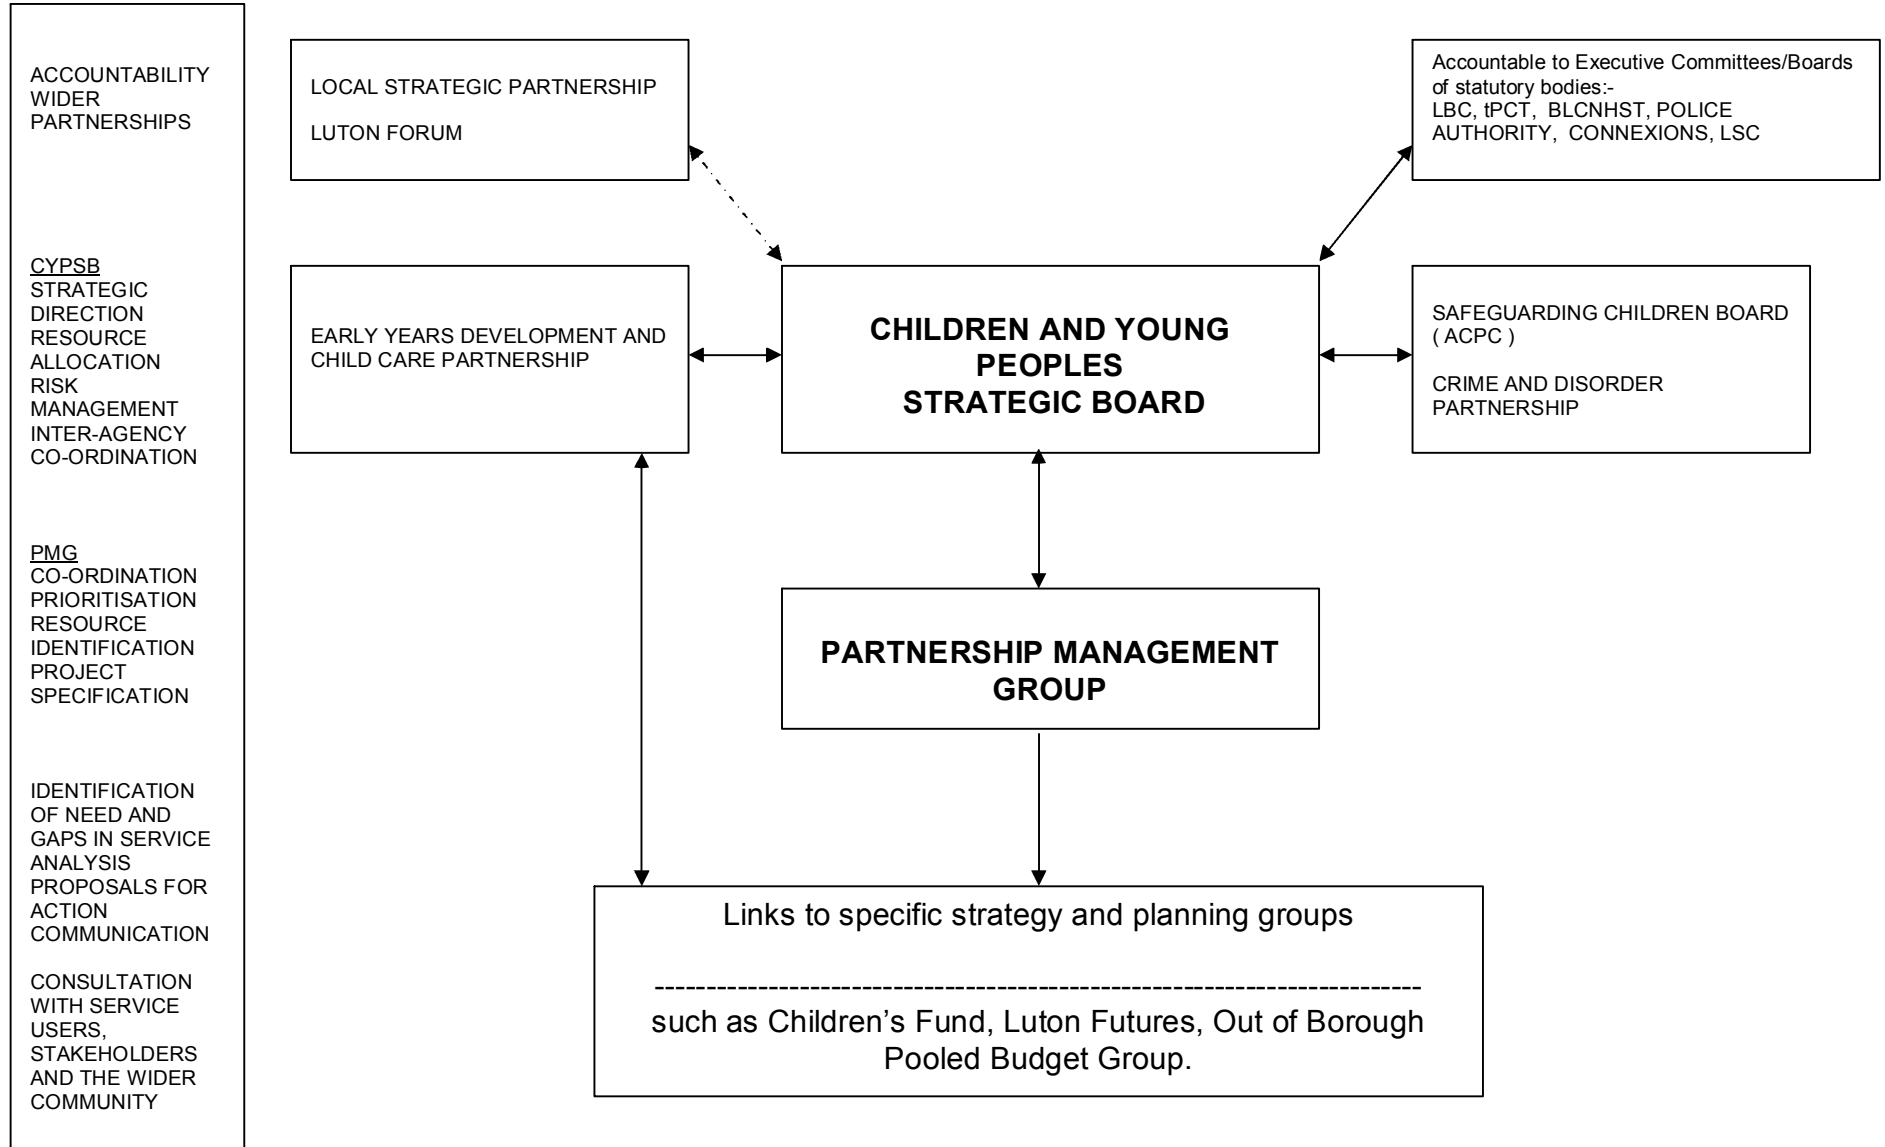 ACCOUNTABILITY
WIDER
PARTNERSHIPS
CYPSB
STRATEGIC
DIRECTION
RESOURCE
ALLOCATION
RISK
MANAGEMENT
INTER-AGENCY
CO-ORDINATION
PMG
CO-ORDINATION
PRIORITISATION
RESOURCE
IDENTIFICATION
PROJECT
SPECIFICATION
IDENTIFICATION
OF NEED AND
GAPS IN SERVICE
ANALYSIS
PROPOSALS FOR
ACTION
COMMUNICATION
CONSULTATION
WITH SERVICE
USERS,
STAKEHOLDERS
AND THE WIDER
COMMUNITY
LOCAL STRATEGIC PARTNERSHIP
LUTON FORUM
Accountable to Executive Committees/Boards
of statutory bodies:-
LBC, tPCT, BLCNHST, POLICE
AUTHORITY, CONNEXIONS, LSC
EARLY YEARS DEVELOPMENT AND
CHILD CARE PARTNERSHIP
CHILDREN AND YOUNG
PEOPLES
STRATEGIC BOARD
SAFEGUARDING CHILDREN BOARD
( ACPC )
CRIME AND DISORDER
PARTNERSHIP
PARTNERSHIP MANAGEMENT
GROUP
Links to specific strategy and planning groups
--------------------------------------------------------------------------
such as Children’s Fund, Luton Futures, Out of Borough
Pooled Budget Group.